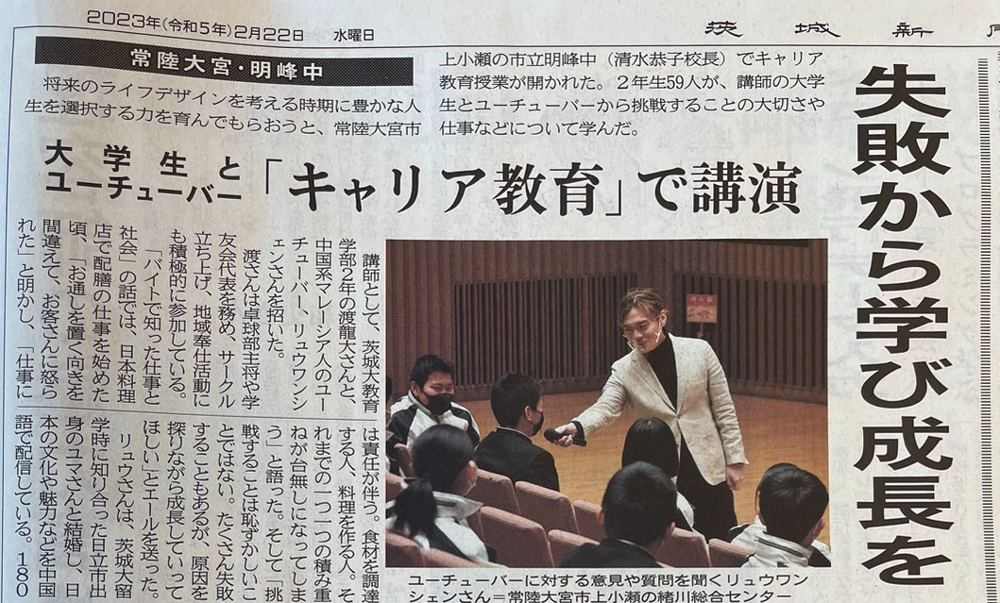 2023年(令和5年)2月22日　水曜日
茨城新
失敗から学び成長を
常陸大宮・明峰中
将来のライフデザインを考える時期に豊かな人
生を選択する力を育んでもらおうと、常陸大宮市
上小瀬の市立明峰中（清水恭子校長）でキャリア
教育授業が開かれた。２年生59人が、講師の大学
生とユーチューバーから挑戦することの大切さや
仕事などについて学んだ。
大学生と
ユーチューバー
「キャリア教育」で講演
講師として、茨城大教育
学部２年の渡龍大さんと、
中国系マレーシア人のユー
チューバー、リュウワンシ
ェンさんを招いた。
渡さんは卓球部主将や学
友会代表を務め、サークル
立ち上げ、地域奉仕活動に
も積極的に参加している。
「バイトで知った仕事と
社会」の話では、日本料理
店で配膳の仕事を始めた
頃、「お通しを置く向きを
間違えて、お客さんに怒ら
れた」と明かし、「仕事に
は責任が伴う。食材を調達
する人、料理を作る人。そ
れまでの一つ一つの積み重
ねが台無しになってしま
う」と語った。そして「挑
戦することは恥ずかしいこ
とではない。たくさん失敗
することもあるが、原因を
探りながら成長していって
ほしい」とエールを送った。
リュウさんは、茨城大留
学時に知り合った日立市出
身のユマさんと結婚し、日
本の文化や魅力などを中国
語で配信している。180
ユーチューバーに対する意見や質問を聞くリュウワン
シェンさん＝常陸大宮市上小瀬の緒川総合センター